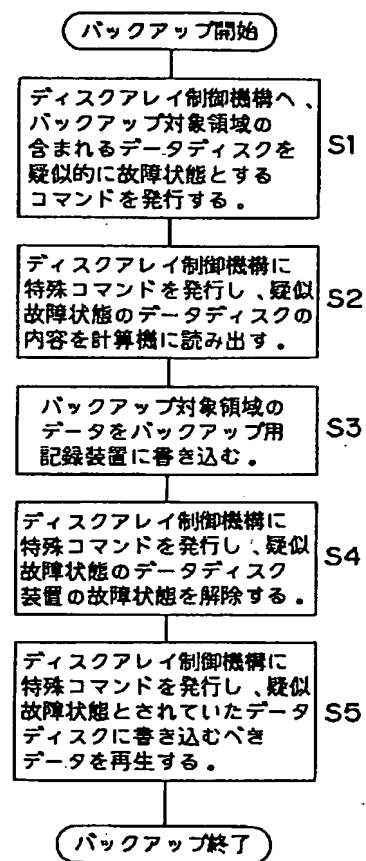 バックアップ開始
ディスクアレイ制御機構へ、
バックアップ対象領域の
含まれるデータディスクを
疑似的に故障状態とする
コマンドを発行する。
S1
ディスクアレイ制御機構に
特殊コマンドを発行し、疑似
故障状態のデータディスクの
内容を計算機に読み出す。
S2
バックアップ対象領域の
データをバックアップ用
記録装置に書き込む。
S3
ディスクアレイ制御機構に
特殊コマンドを発行し、疑似
故障状態のデータディスク
装置の故障状態を解除する。
S4
ディスクアレイ制御機構に
特殊コマンドを発行し、疑似
故障状態とされていたデータ
ディスクに書き込むべき
データを再生する。
S5
バックアップ終了